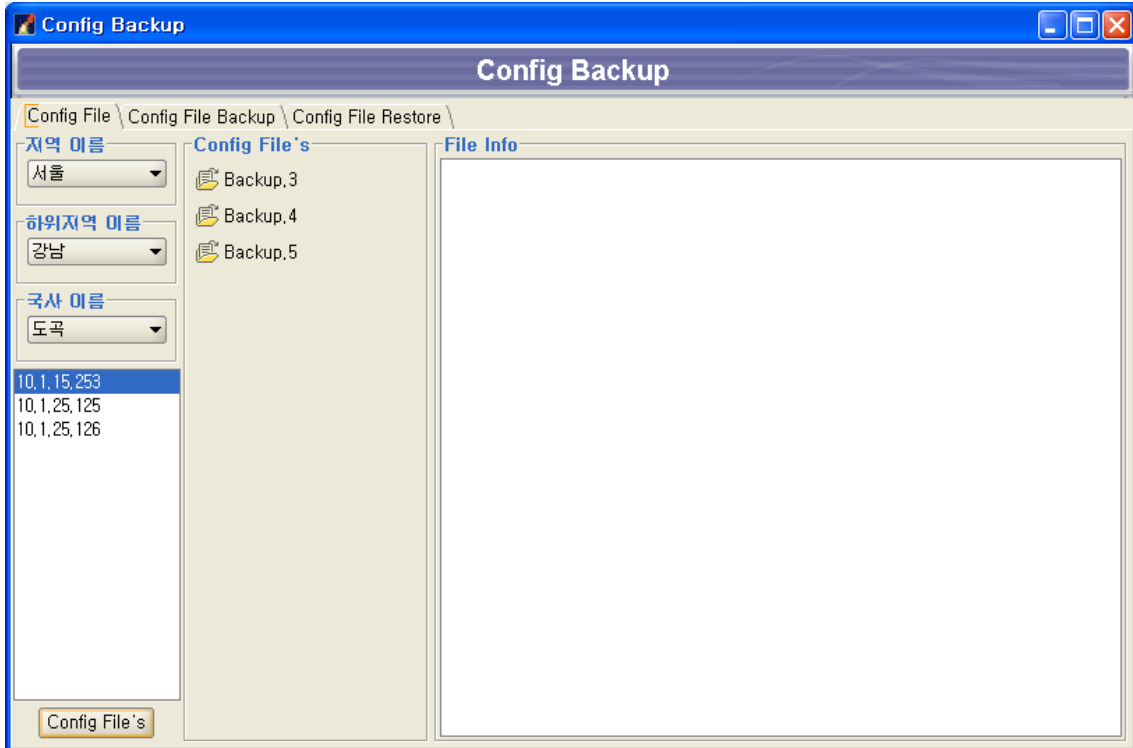 Config Backup
Config Backup
Config File \ Config File Backup \ Config File Restore \
지역 이름
서울
하위지역 이름
강남
국사 이름
도곡
10,1,15,253
10,1,25,125
10,1,25,126
Config File's
Config File's
Backup,3
Backup,4
Backup,5
File Info